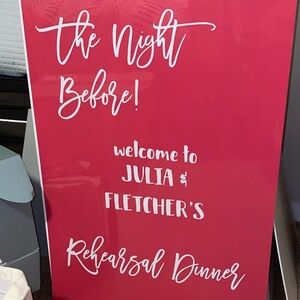 The Night
Before!
welcome to
JULIA &
FLETCHER'S
Rehearsal Dinner